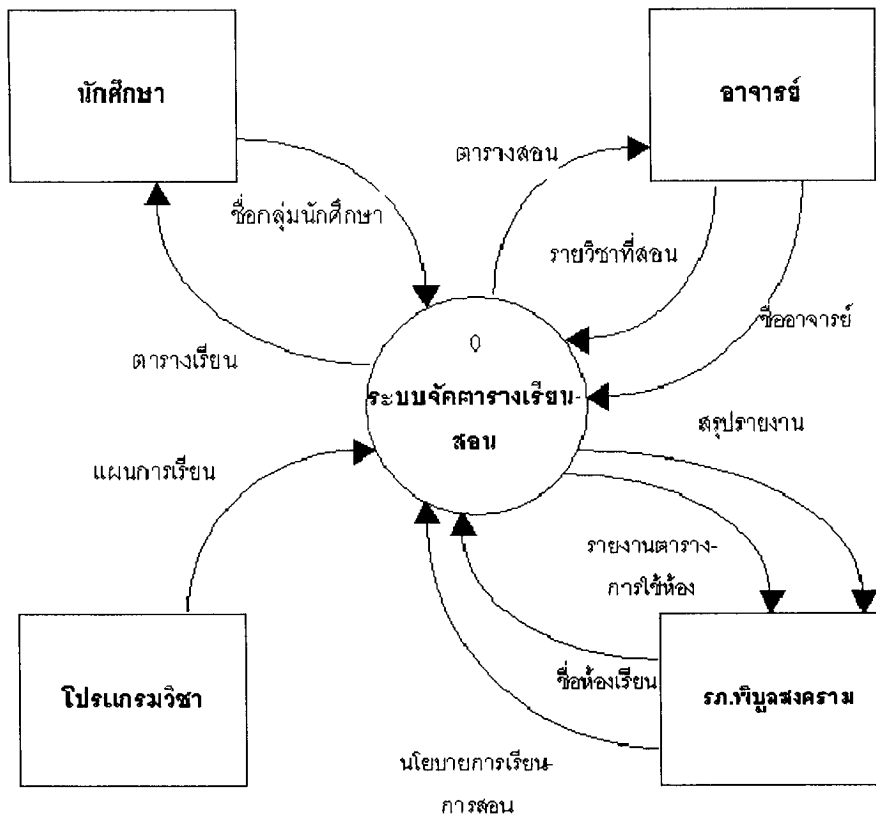 นักศึกษา
อาจารย์
ตารางสอน
ชื่อกลุ่มนักศึกษา
รายวิชาที่สอน
ชื่ออาจารย์
ตารางเรียน
0
ระบบจัดตารางเรียน-
สอน
สรุปรายงาน
แผนการเรียน
รายงานตาราง-
การใช้ห้อง
โปรแกรมวิชา
ชื่อห้องเรียน
รภ.พิบูลสงคราม
นโยบายการเรียน-
การสอน